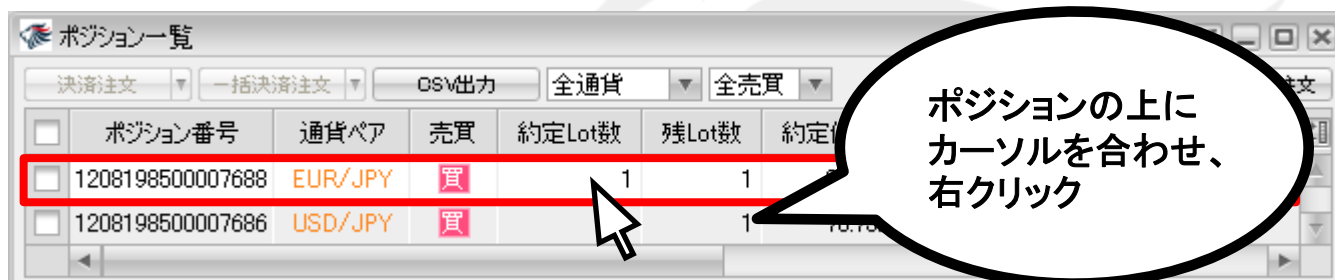 ポジション一覧
決済注文 一括決済注文 CSV出力 全通貨 全売買
ポジション番号 通貨ペア 売買 約定Lot数 残Lot数
1208198500007688 EUR/JPY 買 1 1
1208198500007686 USD/JPY 買 1
ポジションの上に
カーソルを合わせ、
右クリック